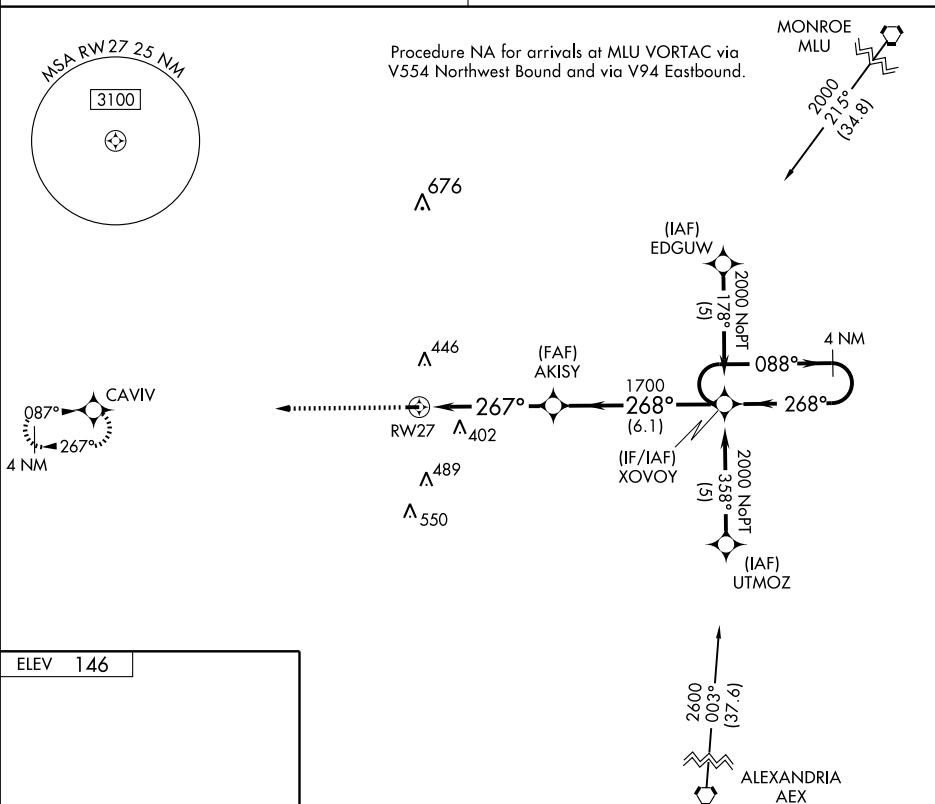 MSA RW27 25 NM
3100
Procedure NA for arrivals at MLU VORTAC via
V554 Northwest Bound and via V94 Eastbound.
MONROE
MLU
2000
215°
(34.8)
676
(IAF)
EDGUW
2000 NoPT
178°
(5)
4 NM
088°
446
(FAF)
AKISY
1700
CAVIV
087°
267°
4 NM
RW27
267°
268°
(6.1)
268°
402
(IF/IAF)
XOVOY
489
550
2000 NoPT
358°
(5)
(IAF)
UTMOZ
ELEV 146
2600
003°
(37.6)
ALEXANDRIA
AEX